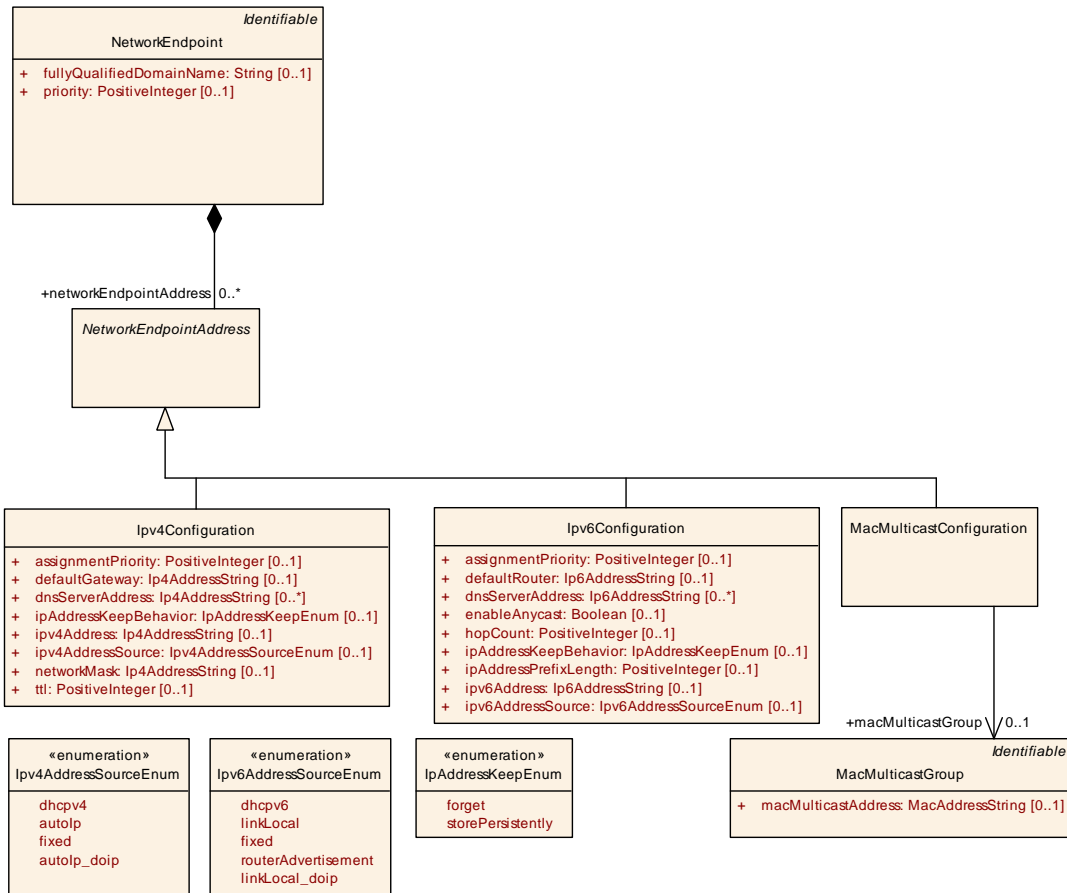 Identifiable
NetworkEndpoint
+ fullyQualifiedDomainName: String [0..1]
+ priority: PositiveInteger [0..1]
+networkEndpointAddress 0..*
NetworkEndpointAddress
Ipv4Configuration
+ assignmentPriority: PositiveInteger [0..1]
+ defaultGateway: Ip4AddressString [0..1]
+ dnsServerAddress: Ip4AddressString [0..*]
+ ipAddressKeepBehavior: IpAddressKeepEnum [0..1]
+ ipv4Address: Ip4AddressString [0..1]
+ ipv4AddressSource: Ipv4AddressSourceEnum [0..1]
+ networkMask: Ip4AddressString [0..1]
+ ttl: PositiveInteger [0..1]
Ipv6Configuration
+ assignmentPriority: PositiveInteger [0..1]
+ defaultRouter: Ip6AddressString [0..1]
+ dnsServerAddress: Ip6AddressString [0..*]
+ enableAnycast: Boolean [0..1]
+ hopCount: PositiveInteger [0..1]
+ ipAddressKeepBehavior: IpAddressKeepEnum [0..1]
+ ipAddressPrefixLength: PositiveInteger [0..1]
+ ipv6Address: Ip6AddressString [0..1]
+ ipv6AddressSource: Ipv6AddressSourceEnum [0..1]
MacMulticastConfiguration
+macMulticastGroup 0..1
«enumeration»
Ipv4AddressSourceEnum
dhcpv4
autoIp
fixed
autoIp_doip
«enumeration»
Ipv6AddressSourceEnum
dhcpv6
linkLocal
fixed
routerAdvertisement
linkLocal_doip
«enumeration»
IpAddressKeepEnum
forget
storePersistently
Identifiable
MacMulticastGroup
+ macMulticastAddress: MacAddressString [0..1]